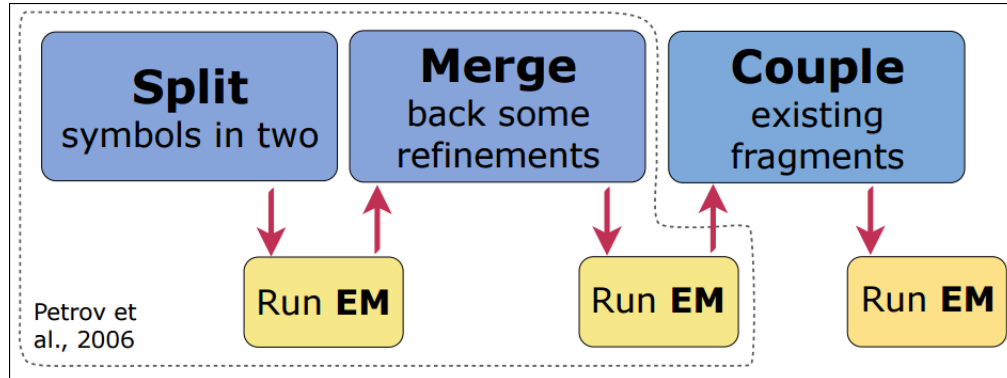 Split
symbols in two
Merge
back some
refinements
Couple
existing
fragments
Run EM
Run EM
Run EM
Petrov et
al., 2006